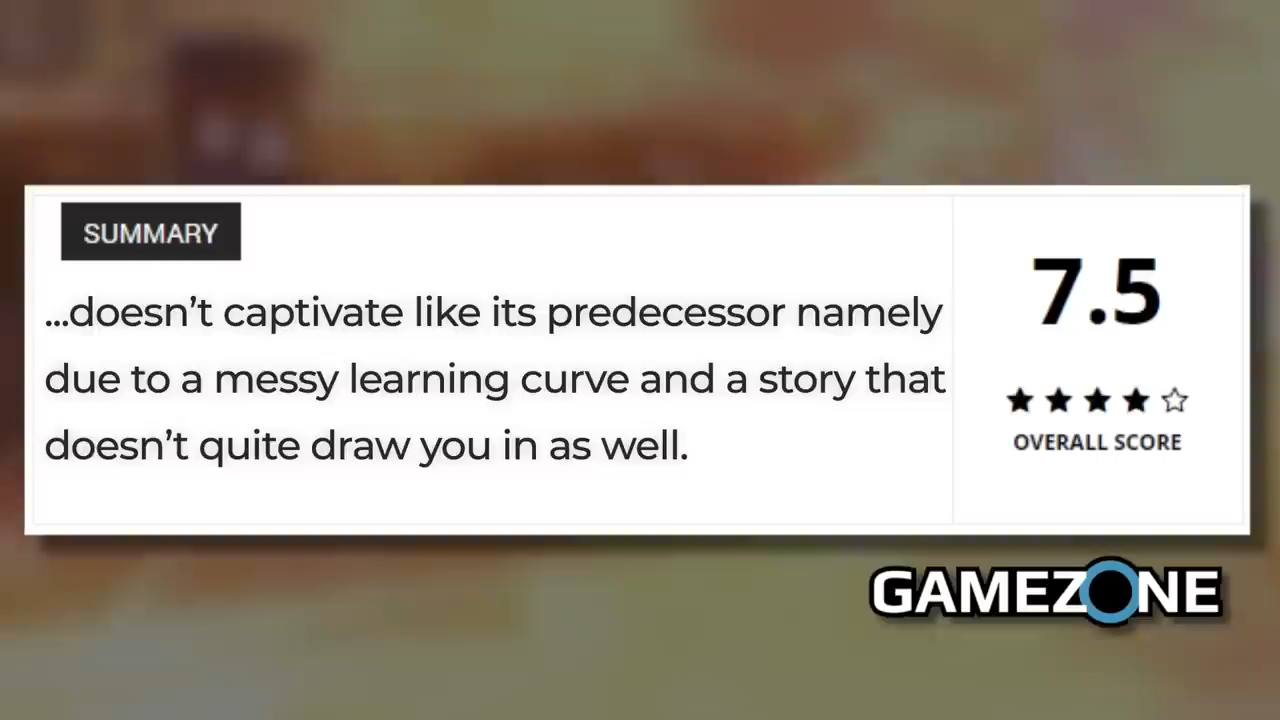 SUMMARY
...doesn’t captivate like its predecessor namely
due to a messy learning curve and a story that
doesn’t quite draw you in as well.
7.5
OVERALL SCORE
GAMEZONE